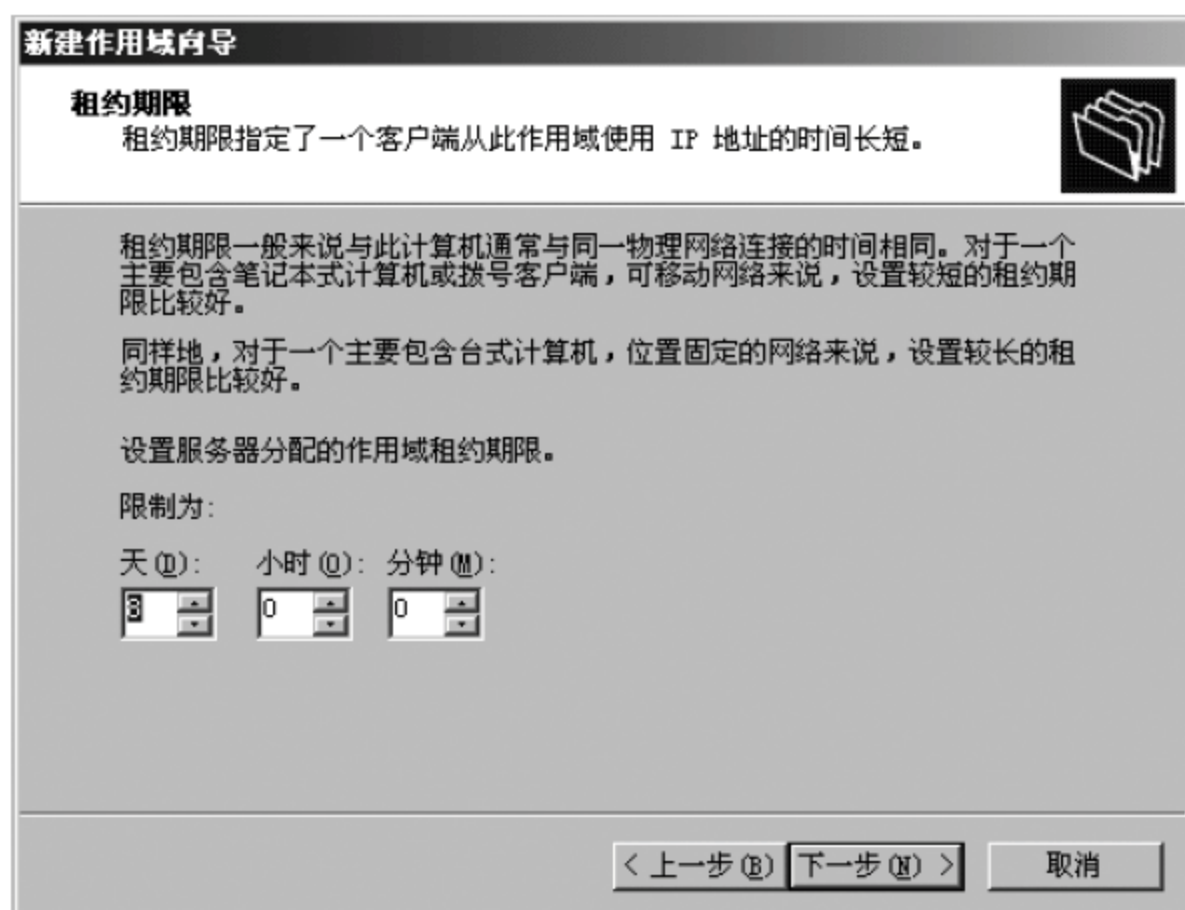 新建作用域向导
租约期限
租约期限指定了一个客户端从此作用域使用 IP 地址的时间长短。
租约期限一般来说与此计算机通常与同一物理网络连接的时间相同。对于一个
主要包含笔记本式计算机或拨号客户端，可移动网络来说，设置较短的租约期
限比较好。
同样地，对于一个主要包含台式计算机，位置固定的网络来说，设置较长的租
约期限比较好。
设置服务器分配的作用域租约期限。
限制为:
天(D): 小时(O): 分钟(M):
8 0 0
< 上一步(B) 下一步(N) > 取消